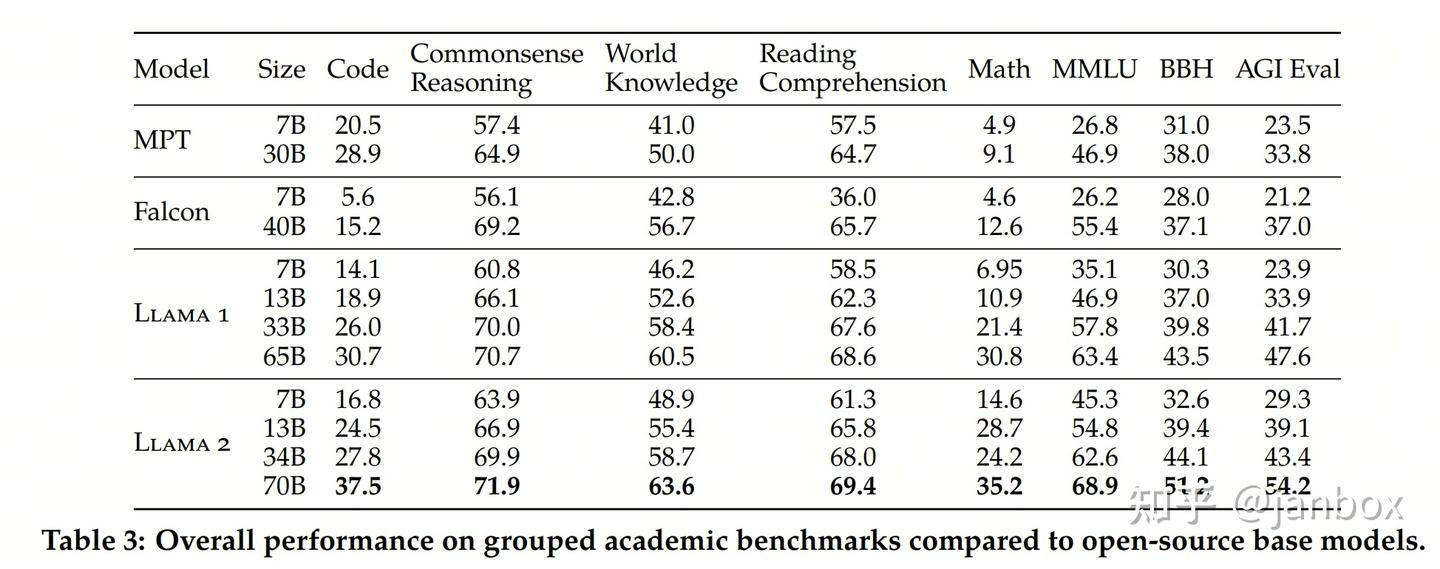 Model Size Code Commonsense Reasoning World Knowledge Reading Comprehension Math MMLU BBH AGI Eval
MPT 7B 20.5 57.4 41.0 57.5 4.9 26.8 31.0 23.5
30B 28.9 64.9 50.0 64.7 9.1 46.9 38.0 33.8
Falcon 7B 5.6 56.1 42.8 36.0 4.6 26.2 28.0 21.2
40B 15.2 69.2 56.7 65.7 12.6 55.4 37.1 37.0
LLAMA 1 7B 14.1 60.8 46.2 58.5 6.95 35.1 30.3 23.9
13B 18.9 66.1 52.6 62.3 10.9 46.9 37.0 33.9
33B 26.0 70.0 58.4 67.6 21.4 57.8 39.8 41.7
65B 30.7 70.7 60.5 68.6 30.8 63.4 43.5 47.6
LLAMA 2 7B 16.8 63.9 48.9 61.3 14.6 45.3 32.6 29.3
13B 24.5 66.9 55.4 65.8 28.7 54.8 39.4 39.1
34B 27.8 69.9 58.7 68.0 24.2 62.6 44.1 43.4
70B 37.5 71.9 63.6 69.4 35.2 68.9 51.2 54.2
知乎 @janbox
Table 3: Overall performance on grouped academic benchmarks compared to open-source base models.